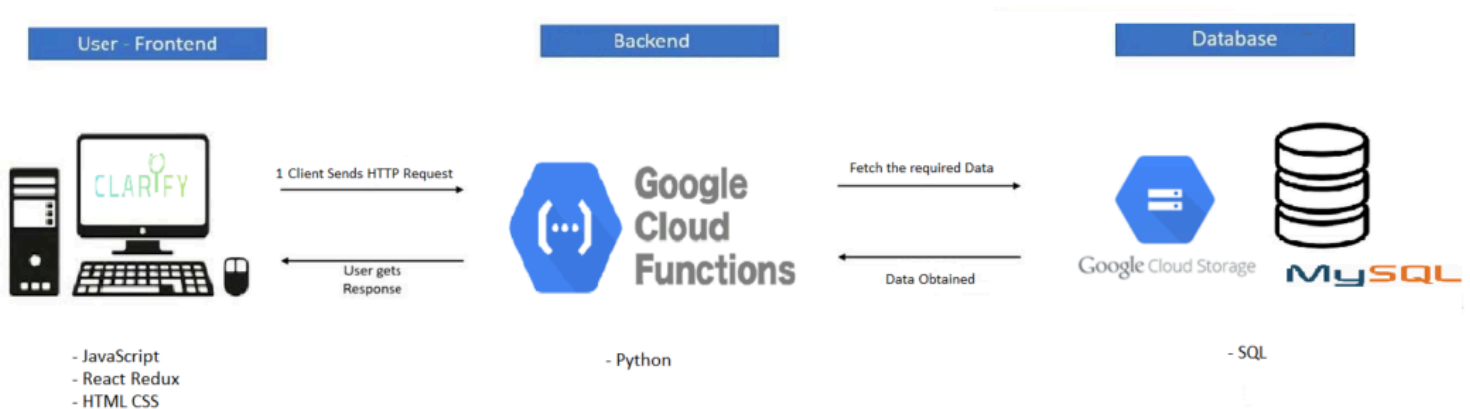 User - Frontend
Backend
Database
CLARIFY
1 Client Sends HTTP Request
User gets
Response
Google
Cloud
Functions
Fetch the required Data
Data Obtained
Google Cloud Storage
MySQL
- JavaScript
- React Redux
- HTML CSS
- Python
- SQL